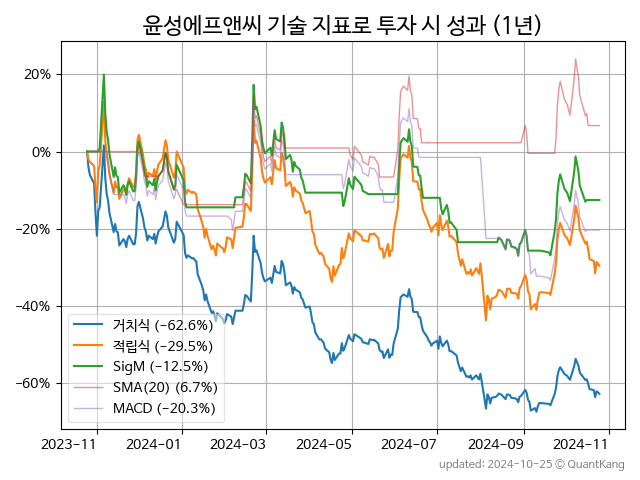 윤성에프앤씨 기술 지표로 투자 시 성과 (1년)
20%
0%
−20%
−40%
−60%
거치식 (−62.6%)
적립식 (−29.5%)
SigM (−12.5%)
SMA(20) (6.7%)
MACD (−20.3%)
2023-11 2024-01 2024-03 2024-05 2024-07 2024-09 2024-11
updated: 2024-10-25 © QuantKang